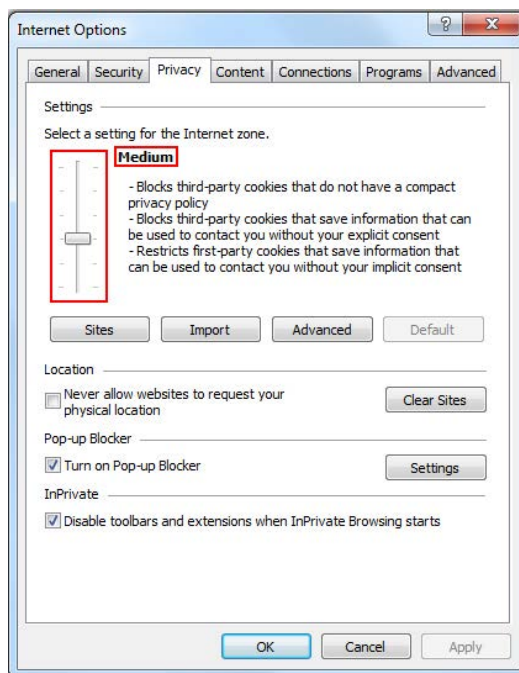 Internet Options
General Security Privacy Content Connections Programs Advanced
Settings
Select a setting for the Internet zone.
Medium
- Blocks third-party cookies that do not have a compact
privacy policy
- Blocks third-party cookies that save information that can
be used to contact you without your explicit consent
- Restricts first-party cookies that save information that
can be used to contact you without your implicit consent
Sites Import Advanced Default
Location
Never allow websites to request your
physical location
Clear Sites
Pop-up Blocker
Turn on Pop-up Blocker
Settings
InPrivate
Disable toolbars and extensions when InPrivate Browsing starts
OK Cancel Apply